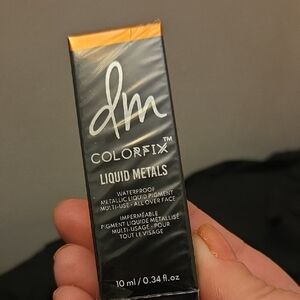 dm
COLORFIX™
LIQUID METALS
WATERPROOF
METALLIC LIQUID PIGMENT
MULTI-USE - ALL OVER FACE
IMPERMÉABLE
PIGMENT LIQUIDE MÉTALLISÉ
MULTI-USAGE - POUR
TOUT LE VISAGE
10 ml / 0.34 fl.oz